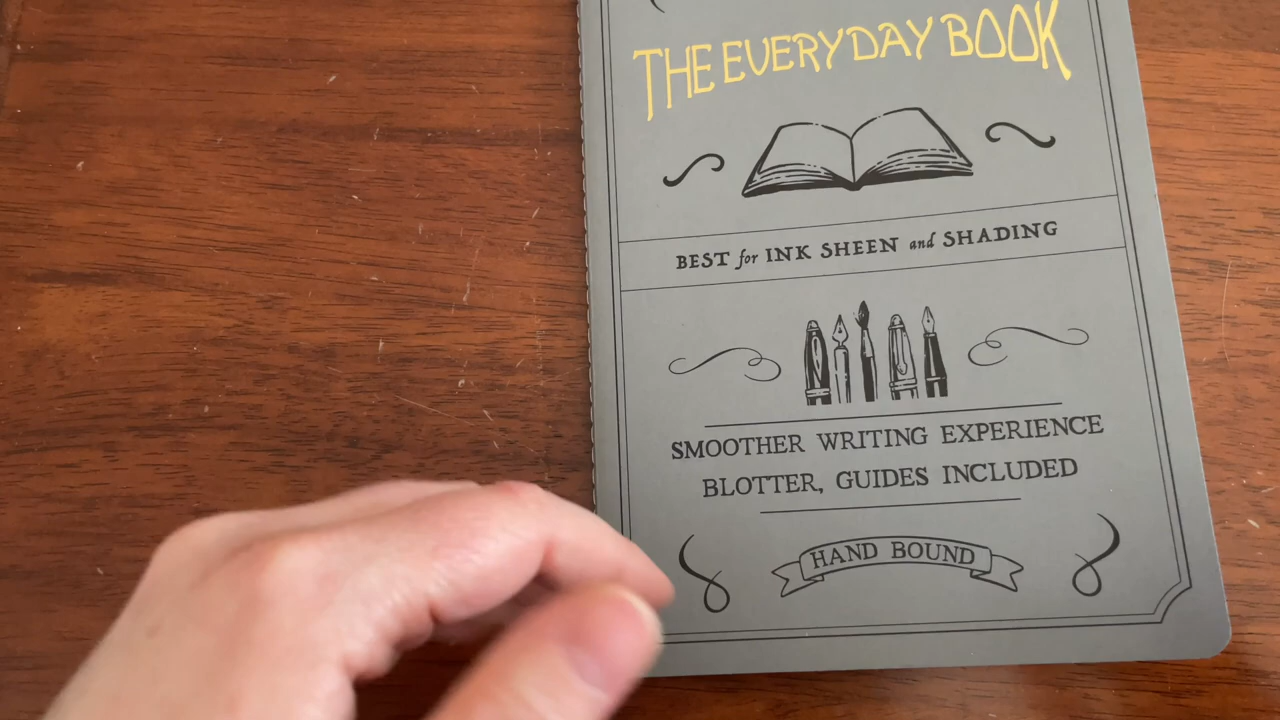 THE EVERYDAY BOOK
BEST for INK SHEEN and SHADING
SMOOTHER WRITING EXPERIENCE
BLOTTER, GUIDES INCLUDED
HAND BOUND